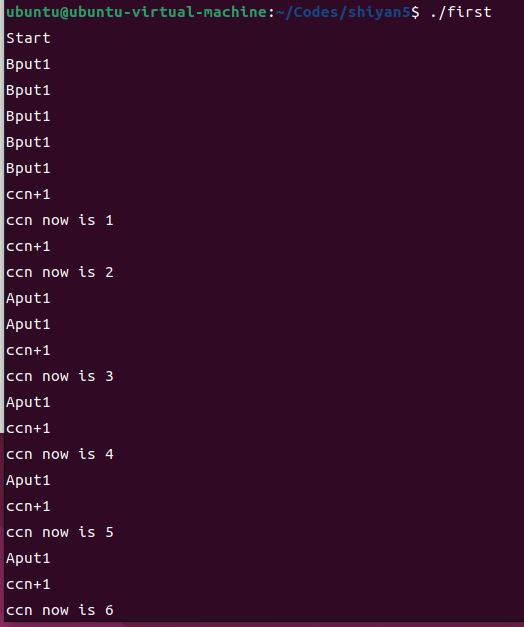 ubuntu@ubuntu-virtual-machine:~/Codes/shiyan5$ ./first
Start
Bput1
Bput1
Bput1
Bput1
Bput1
ccn+1
ccn now is 1
ccn+1
ccn now is 2
Aput1
Aput1
ccn+1
ccn now is 3
Aput1
ccn+1
ccn now is 4
Aput1
ccn+1
ccn now is 5
Aput1
ccn+1
ccn now is 6